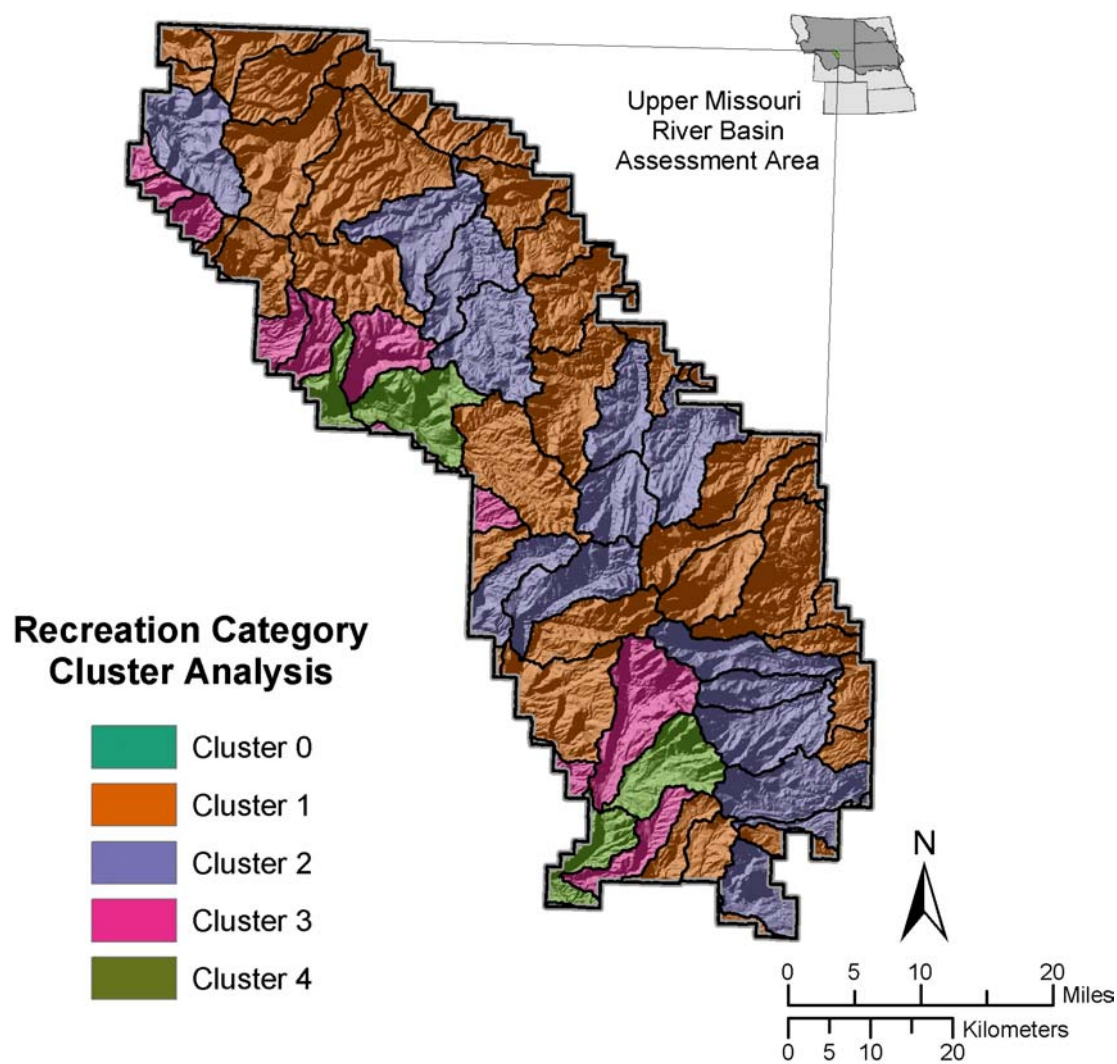 Upper Missouri
River Basin
Assessment Area
Recreation Category
Cluster Analysis
Cluster 0
Cluster 1
Cluster 2
Cluster 3
Cluster 4
N
0 5 10 20
Miles
Kilometers
0 5 10 20